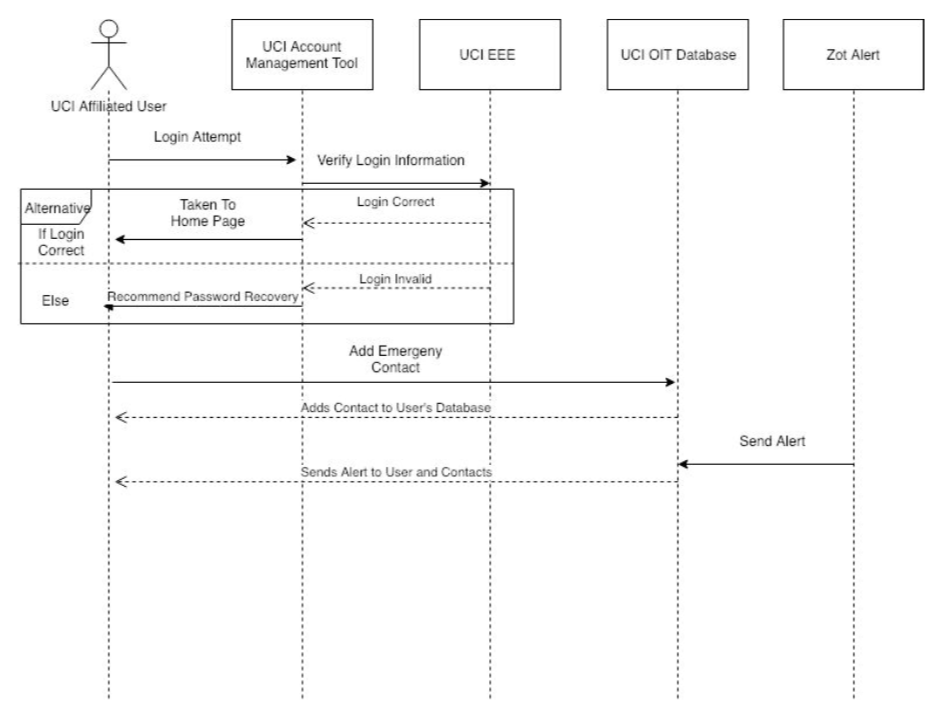 UCI Account
Management Tool
UCI EEE
UCI OIT Database
Zot Alert
UCI Affiliated User
Login Attempt
Verify Login Information
Alternative
Taken To
Home Page
Login Correct
If Login
Correct
Login Invalid
Else
Recommend Password Recovery
Add Emergeny
Contact
Adds Contact to User's Database
Send Alert
Sends Alert to User and Contacts